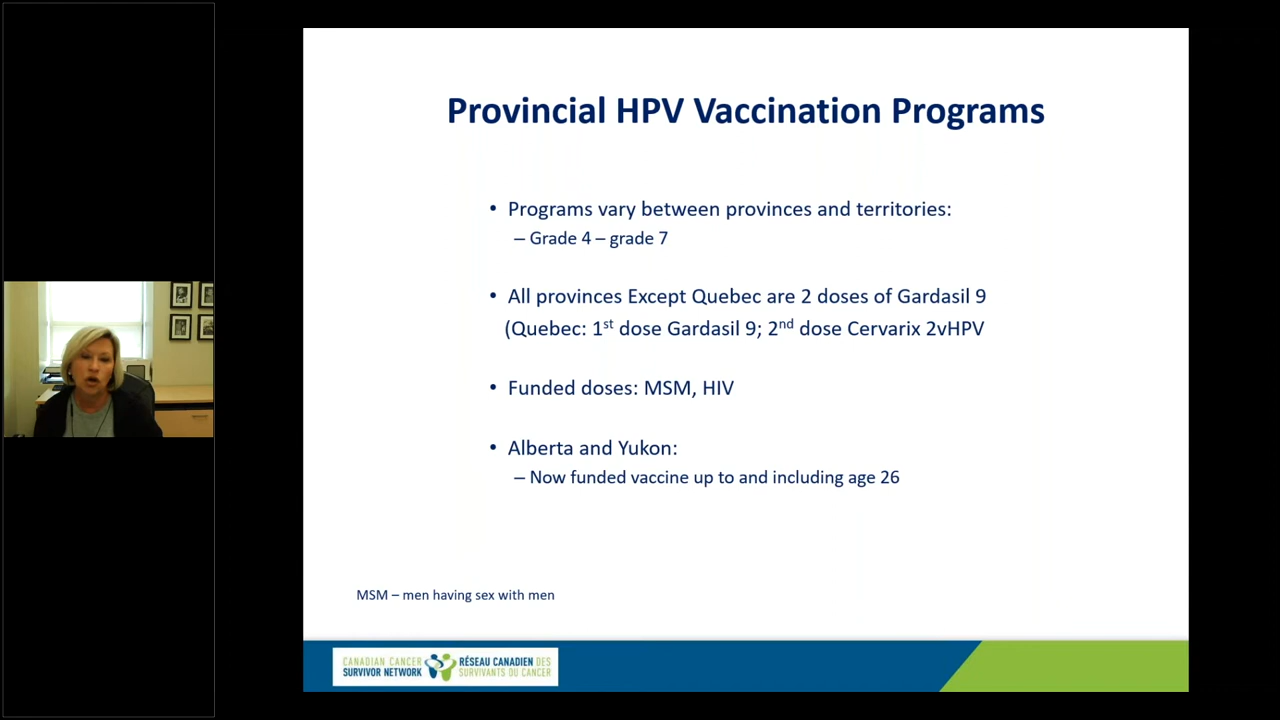 Provincial HPV Vaccination Programs
• Programs vary between provinces and territories:
– Grade 4 – grade 7
• All provinces Except Quebec are 2 doses of Gardasil 9
(Quebec: 1st dose Gardasil 9; 2nd dose Cervarix 2vHPV
• Funded doses: MSM, HIV
• Alberta and Yukon:
– Now funded vaccine up to and including age 26
MSM – men having sex with men
CANADIAN CANCER
SURVIVOR NETWORK
RÉSEAU CANADIEN DES
SURVIVANTS DU CANCER